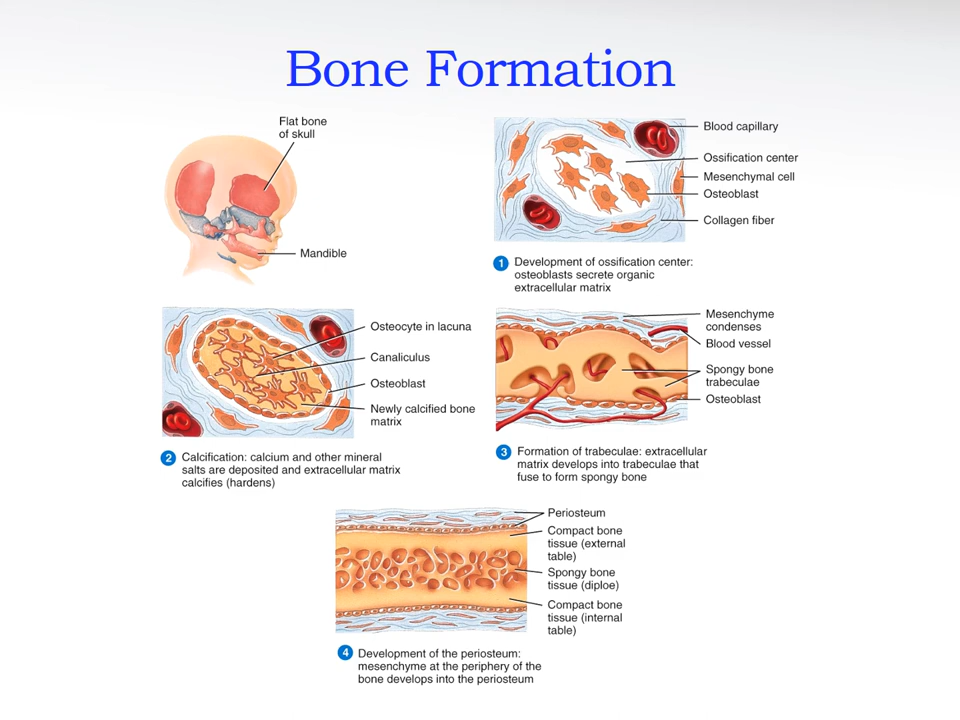 Bone Formation
Flat bone
of skull
Mandible
Blood capillary
Ossification center
Mesenchymal cell
Osteoblast
Collagen fiber
1 Development of ossification center:
osteoblasts secrete organic
extracellular matrix
Osteocyte in lacuna
Canaliculus
Osteoblast
Newly calcified bone
matrix
2 Calcification: calcium and other mineral
salts are deposited and extracellular matrix
calcifies (hardens)
Mesenchyme
condenses
Blood vessel
Spongy bone
trabeculae
Osteoblast
3 Formation of trabeculae: extracellular
matrix develops into trabeculae that
fuse to form spongy bone
Periosteum
Compact bone
tissue (external
table)
Spongy bone
tissue (diploe)
Compact bone
tissue (internal
table)
4 Development of the periosteum:
mesenchyme at the periphery of the
bone develops into the periosteum